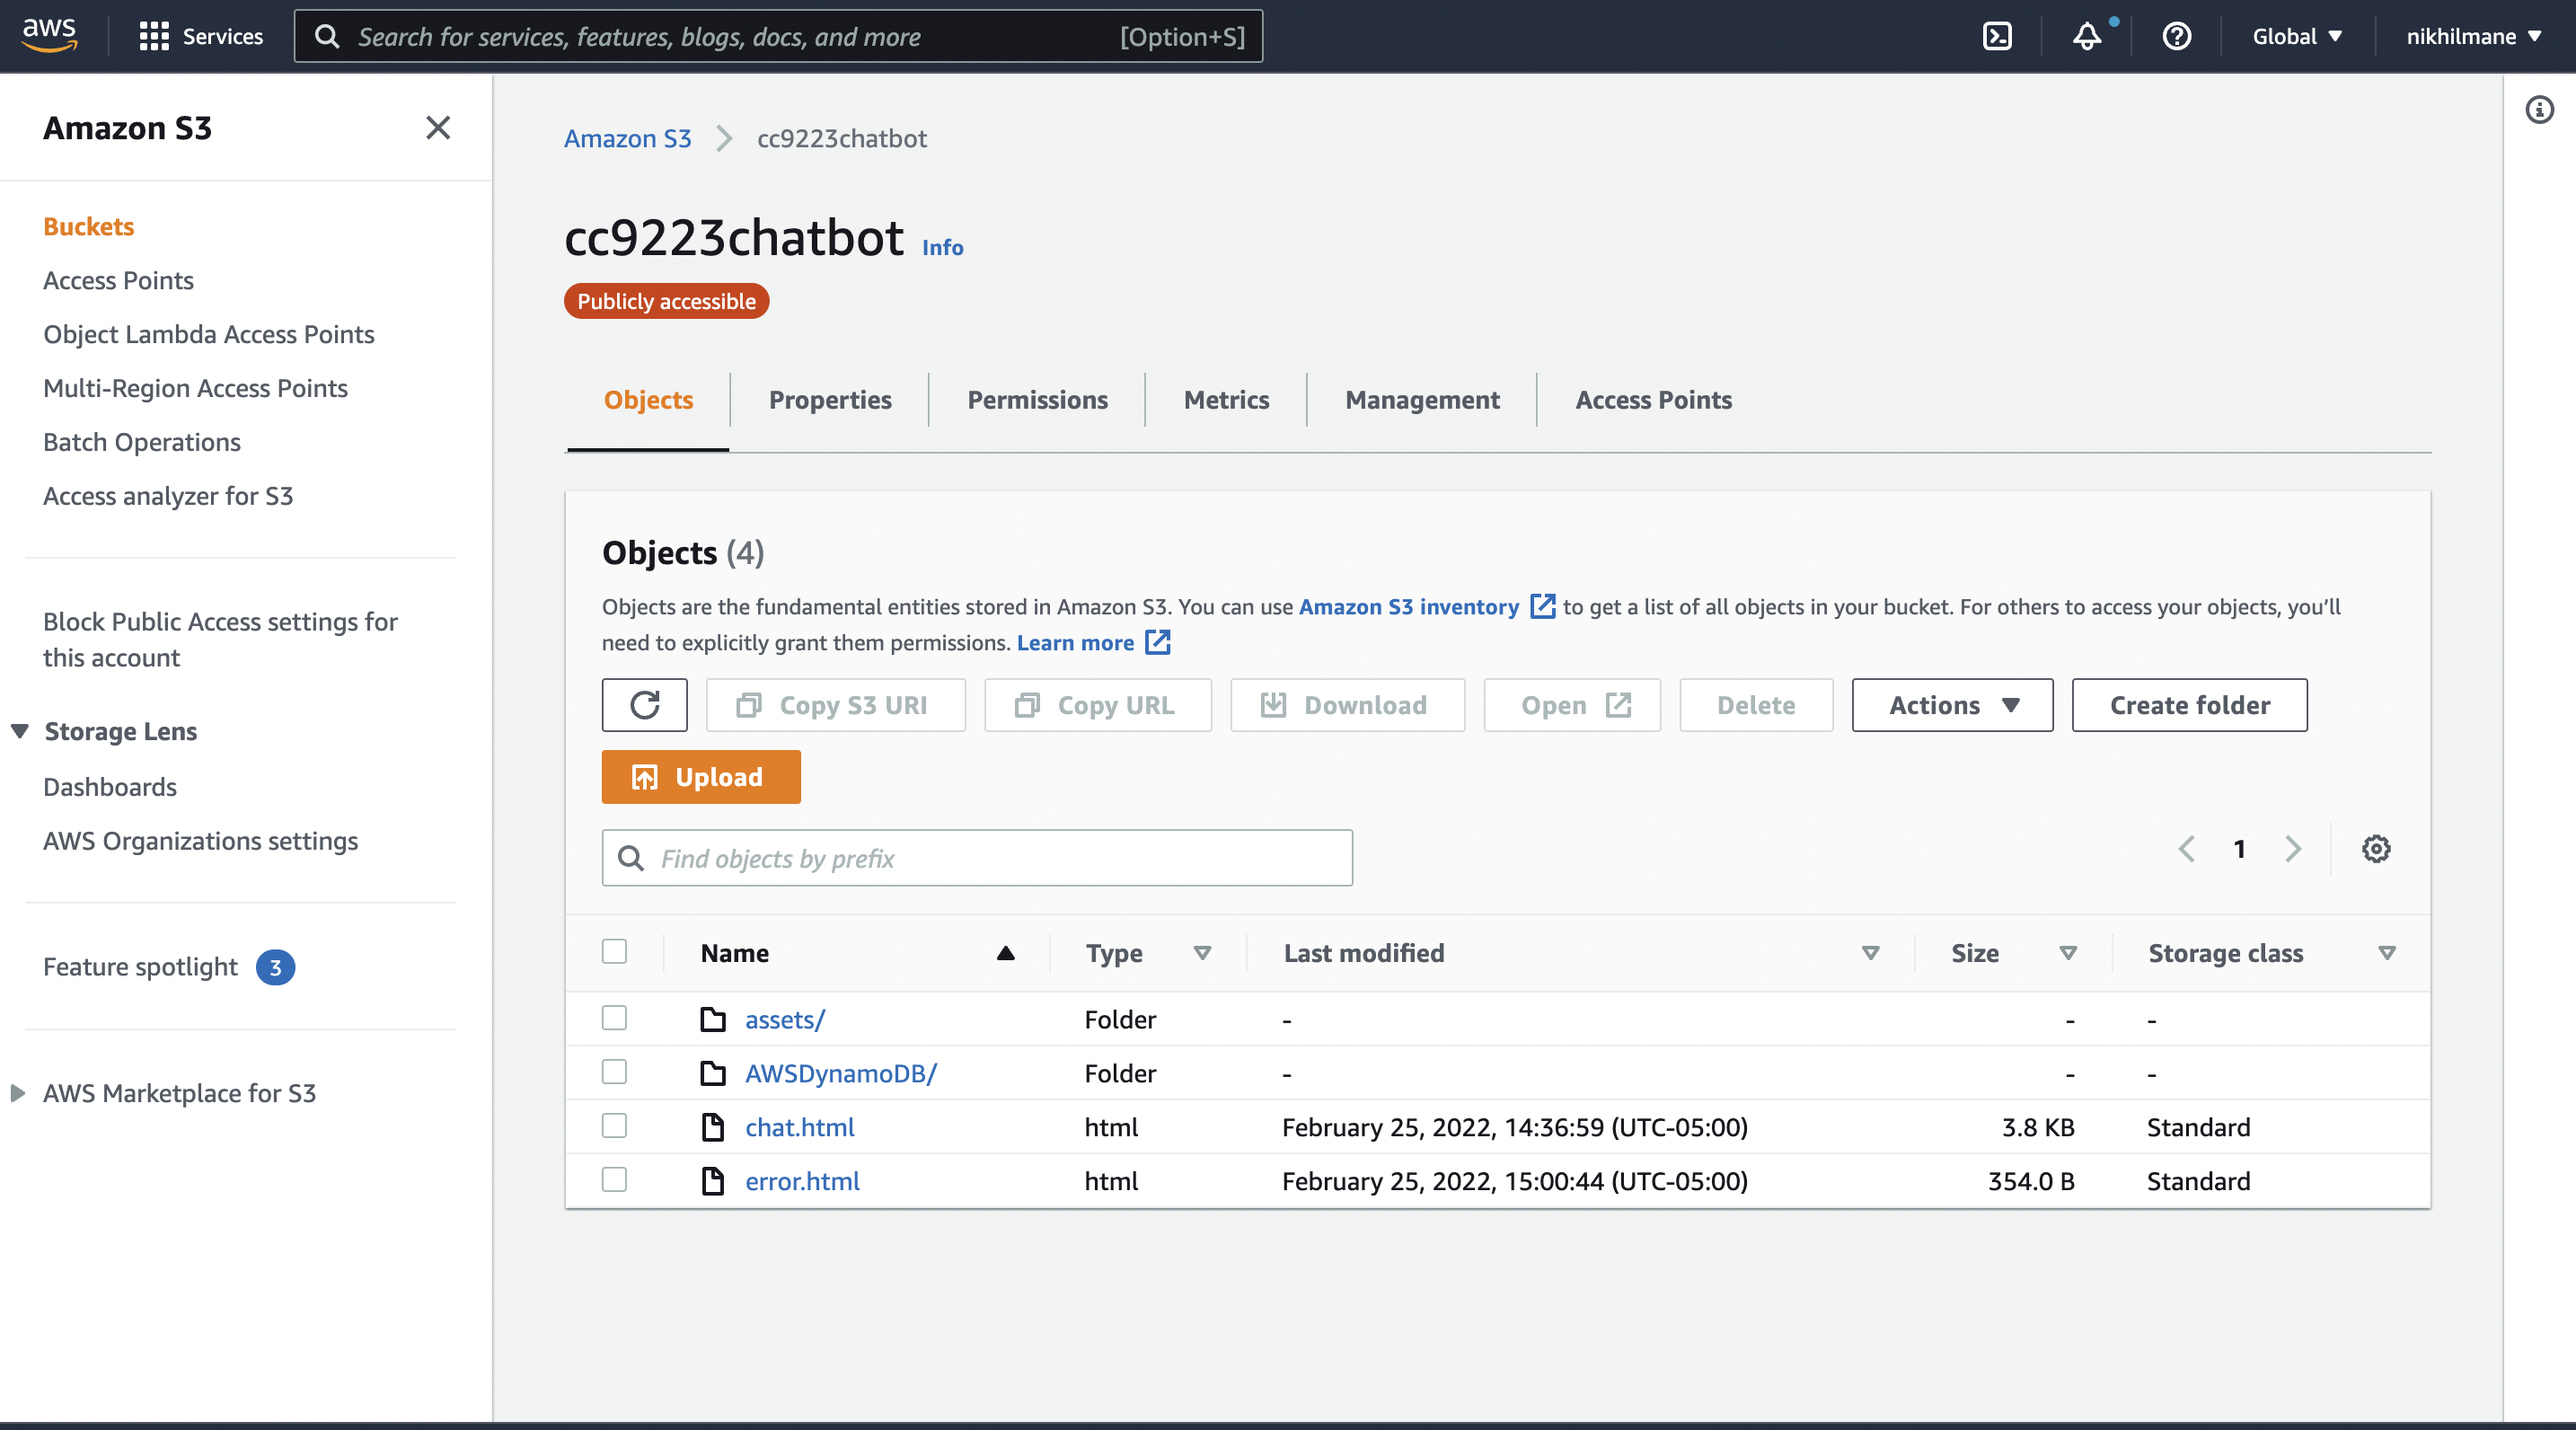 aws Services Search for services, features, blogs, docs, and more [Option+S] Global nikhilmane
Amazon S3
Buckets
Access Points
Object Lambda Access Points
Multi-Region Access Points
Batch Operations
Access analyzer for S3
Block Public Access settings for
this account
Storage Lens
Dashboards
AWS Organizations settings
Feature spotlight 3
AWS Marketplace for S3
Amazon S3 cc9223chatbot
cc9223chatbot Info
Publicly accessible
Objects Properties Permissions Metrics Management Access Points
Objects (4)
Objects are the fundamental entities stored in Amazon S3. You can use Amazon S3 inventory to get a list of all objects in your bucket. For others to access your objects, you’ll
need to explicitly grant them permissions. Learn more
Copy S3 URI Copy URL Download Open Delete Actions Create folder
Upload
Find objects by prefix 1
Name Type Last modified Size Storage class
assets/ Folder - - -
AWSDynamoDB/ Folder - - -
chat.html html February 25, 2022, 14:36:59 (UTC-05:00) 3.8 KB Standard
error.html html February 25, 2022, 15:00:44 (UTC-05:00) 354.0 B Standard